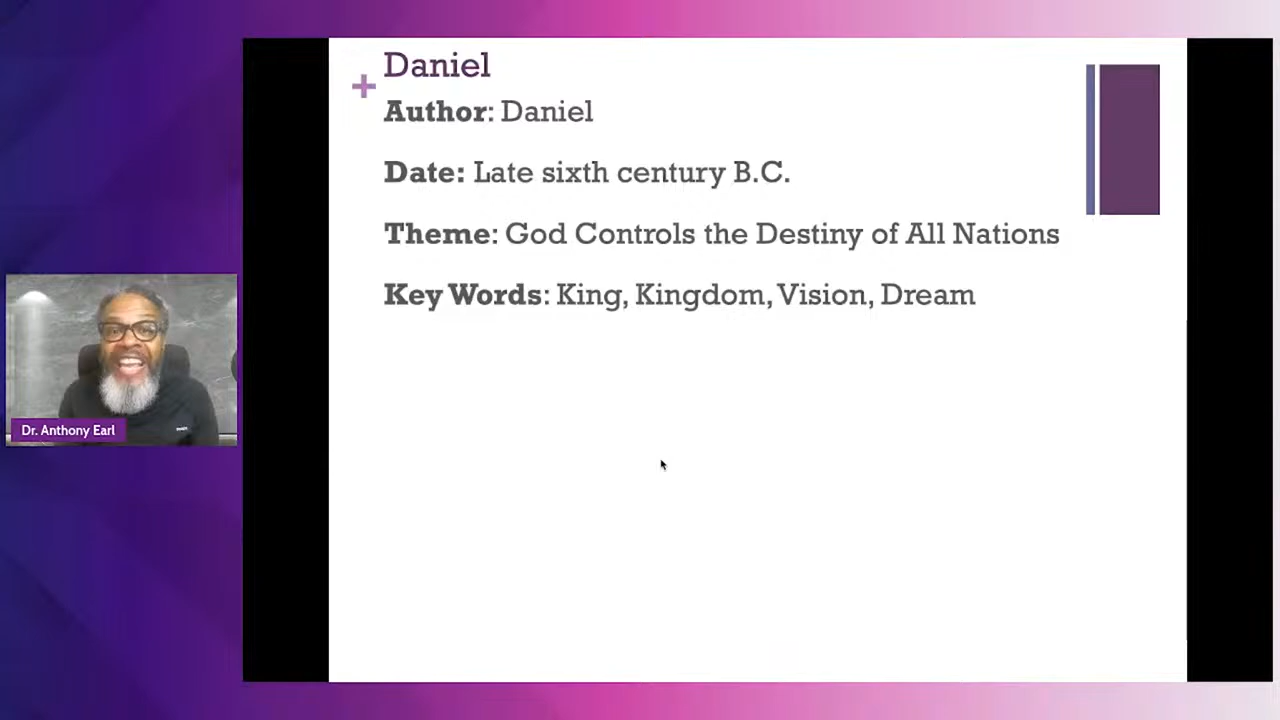 Daniel
Author: Daniel
Date: Late sixth century B.C.
Theme: God Controls the Destiny of All Nations
Key Words: King, Kingdom, Vision, Dream
Dr. Anthony Earl